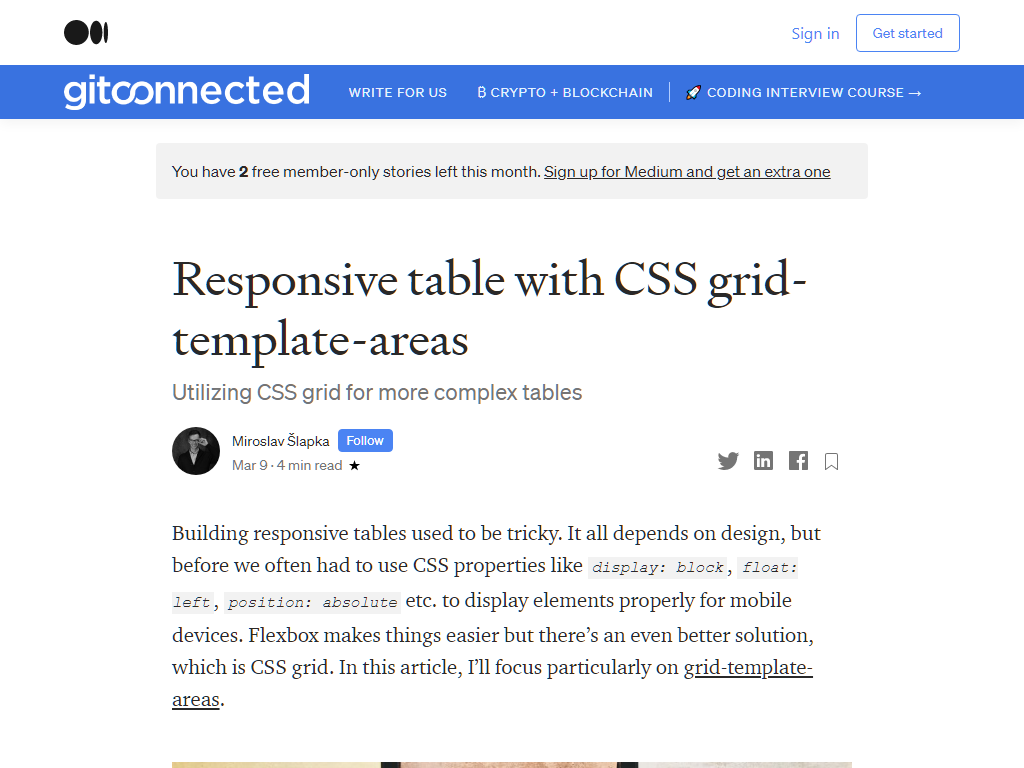 Sign in
Get started
gitconnected
WRITE FOR US
₿ CRYPTO + BLOCKCHAIN
🚀 CODING INTERVIEW COURSE →
You have 2 free member-only stories left this month. Sign up for Medium and get an extra one
Responsive table with CSS grid-
template-areas
Utilizing CSS grid for more complex tables
Miroslav Šlapka
Follow
Mar 9 · 4 min read ★
Building responsive tables used to be tricky. It all depends on design, but
before we often had to use CSS properties like display: block, float:
left, position: absolute etc. to display elements properly for mobile
devices. Flexbox makes things easier but there’s an even better solution,
which is CSS grid. In this article, I’ll focus particularly on grid-template-
areas.